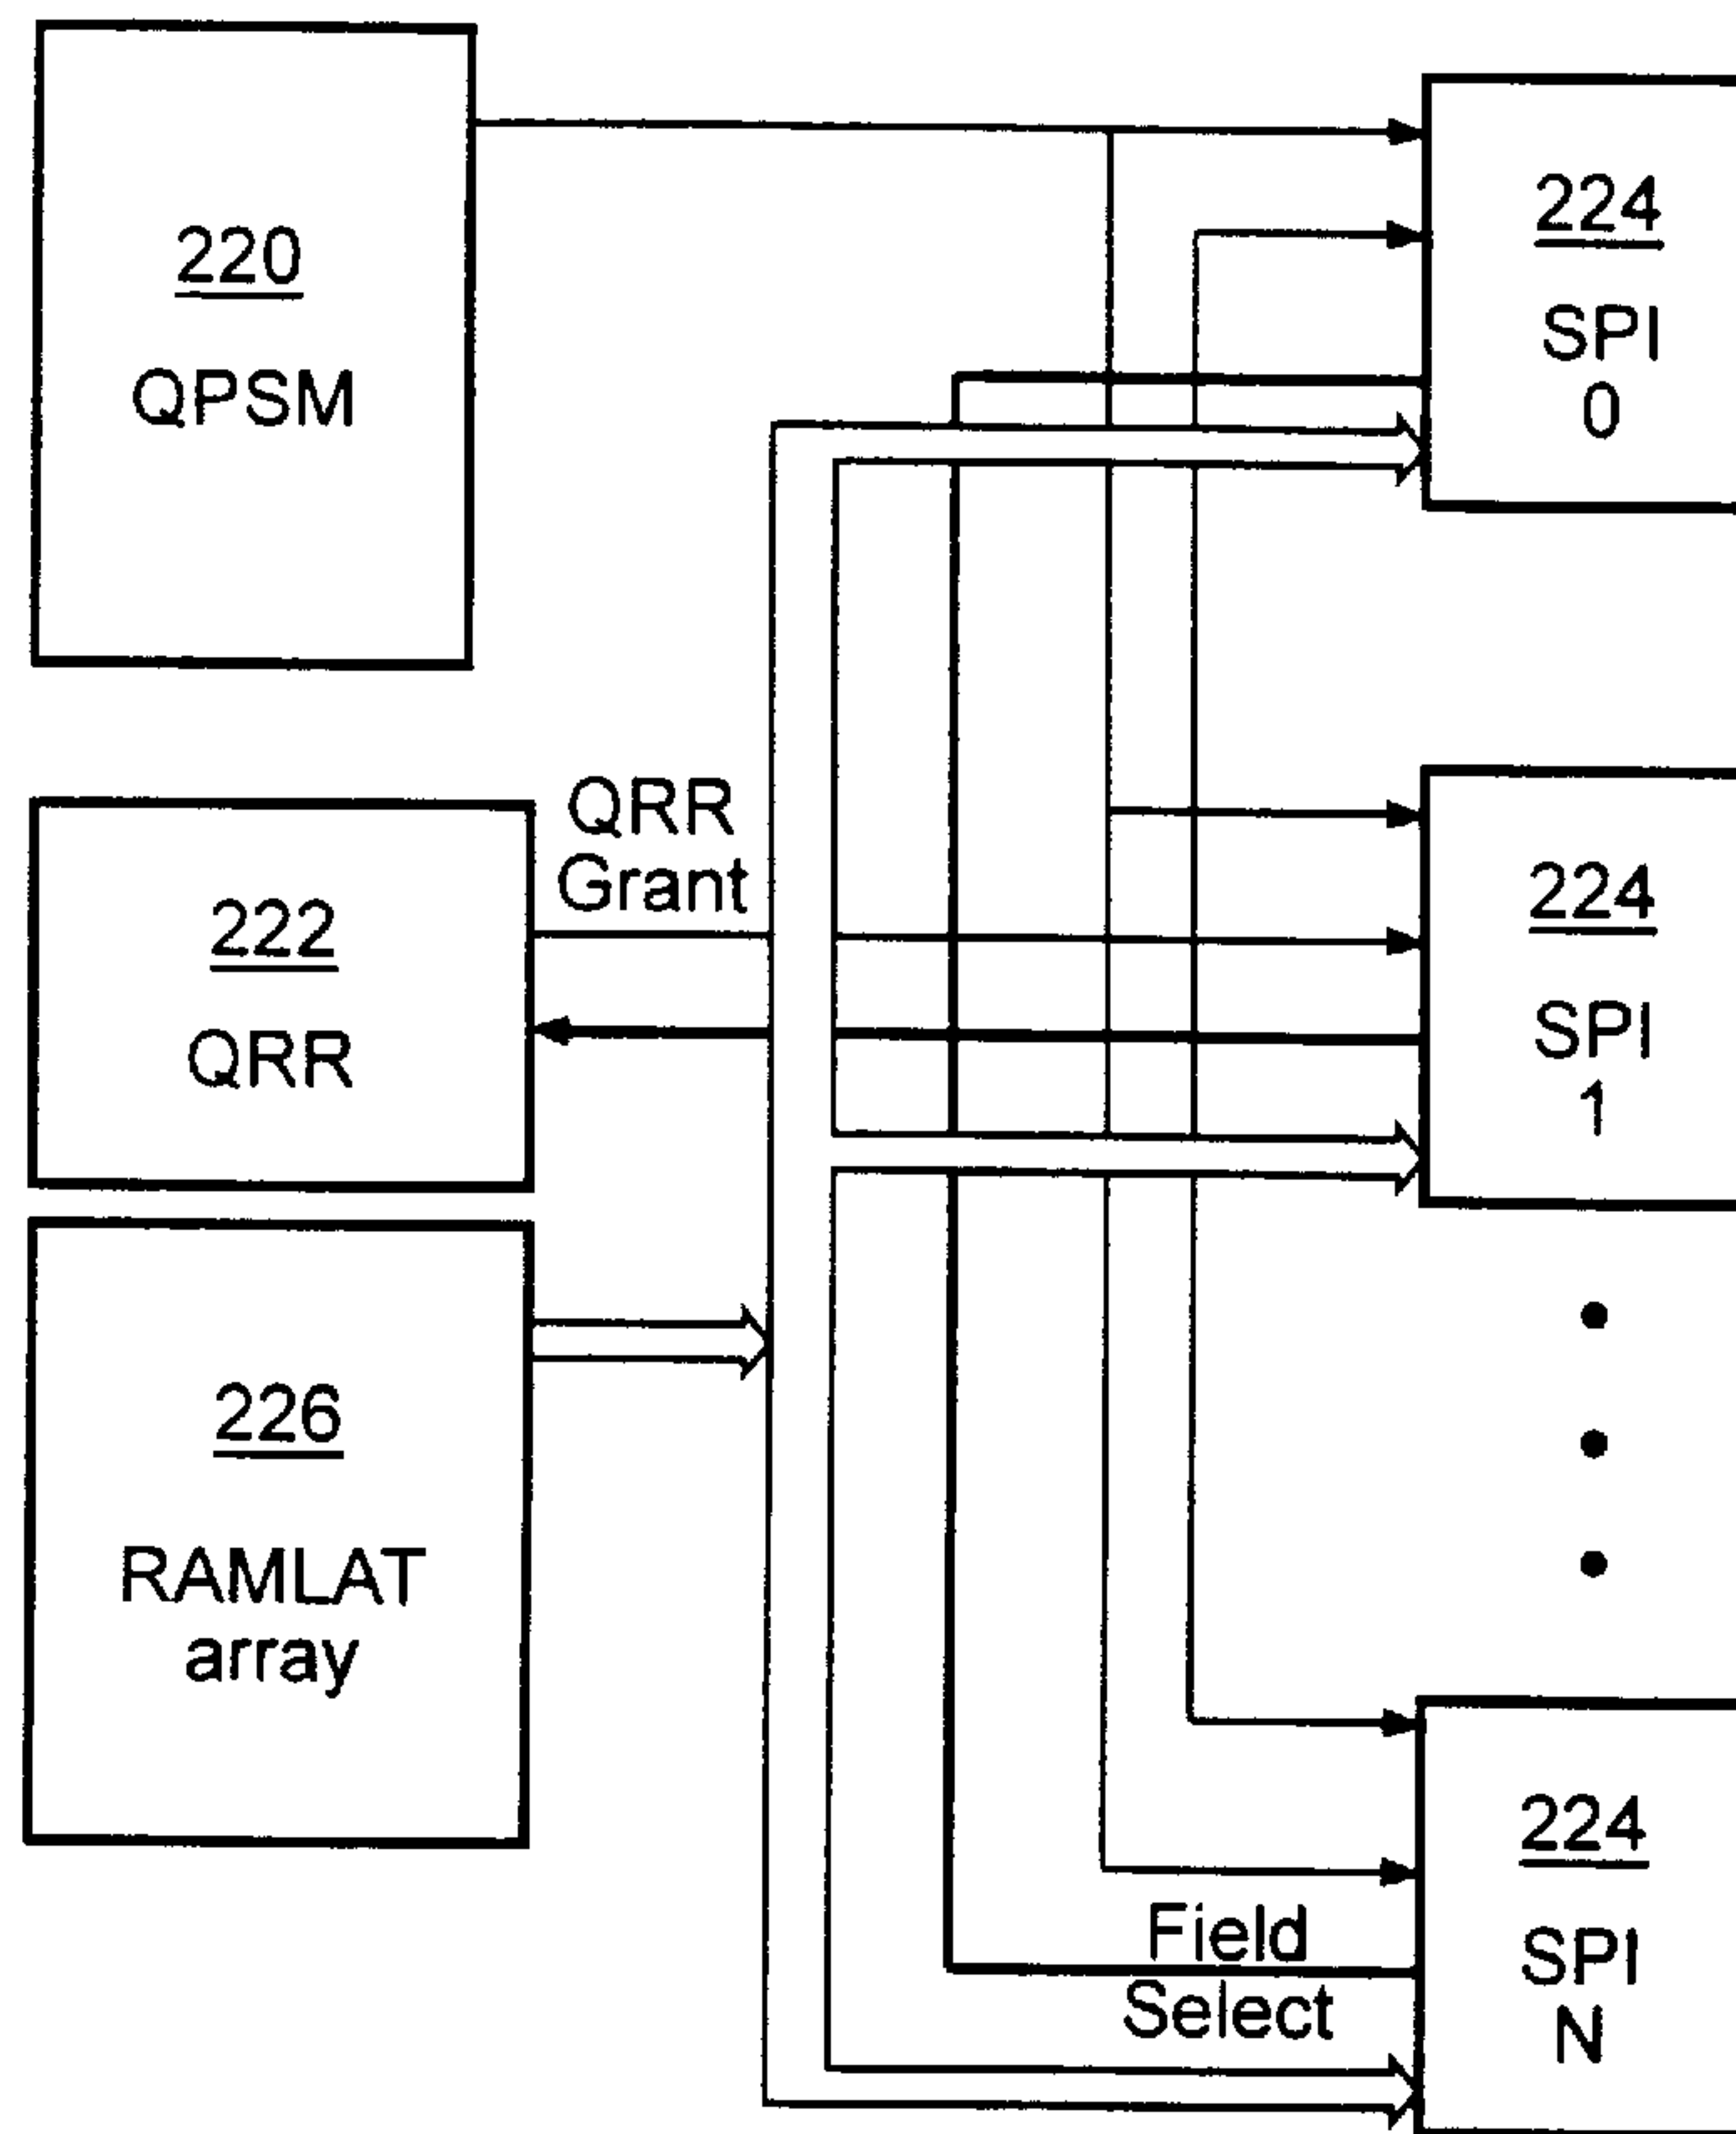 220
QPSM
224
SPI
0
QRR
Grant
222
QRR
224
SPI
1
226
RAMLAT
array
224
SPI
N
Field
Select